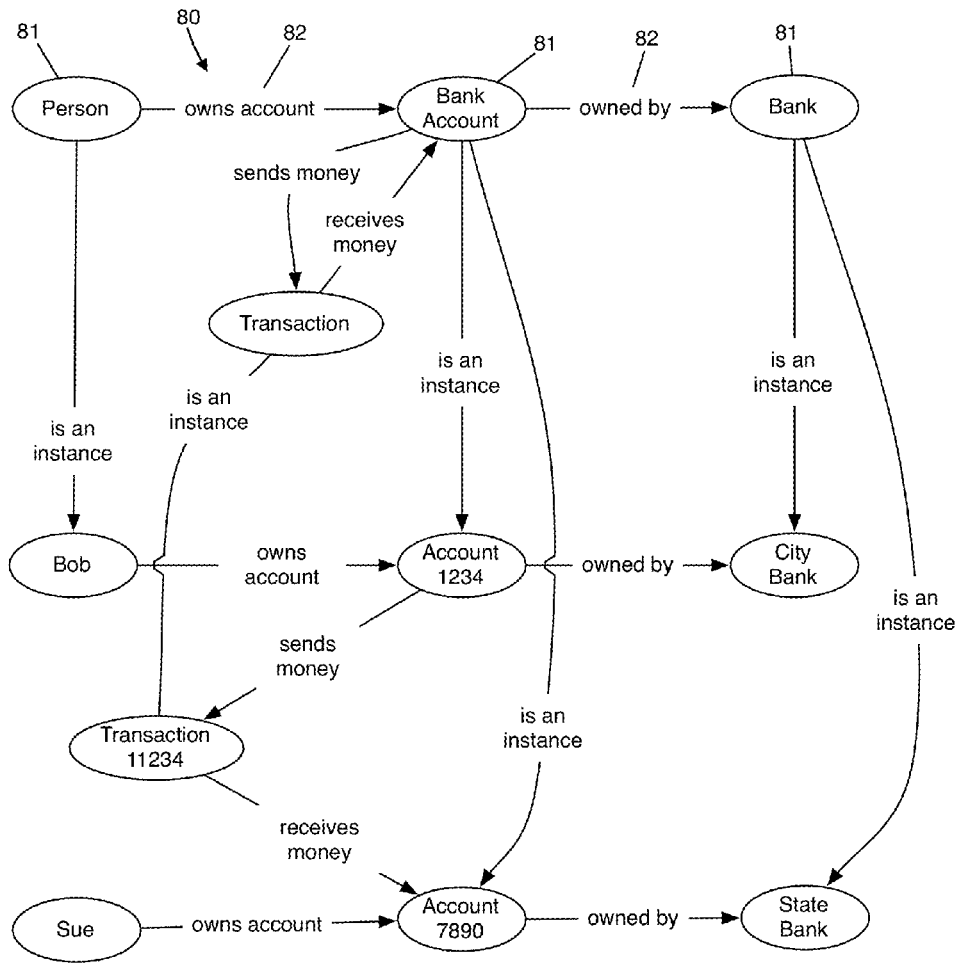 80
81
82
81
82
81
Person
owns account
Bank
Account
owned by
Bank
sends money
receives
money
Transaction
is an
instance
is an
instance
is an
instance
is an
instance
Bob
owns
account
Account
1234
owned by
City
Bank
is an
instance
sends
money
Transaction
11234
is an
instance
receives
money
Sue
owns account
Account
7890
owned by
State
Bank